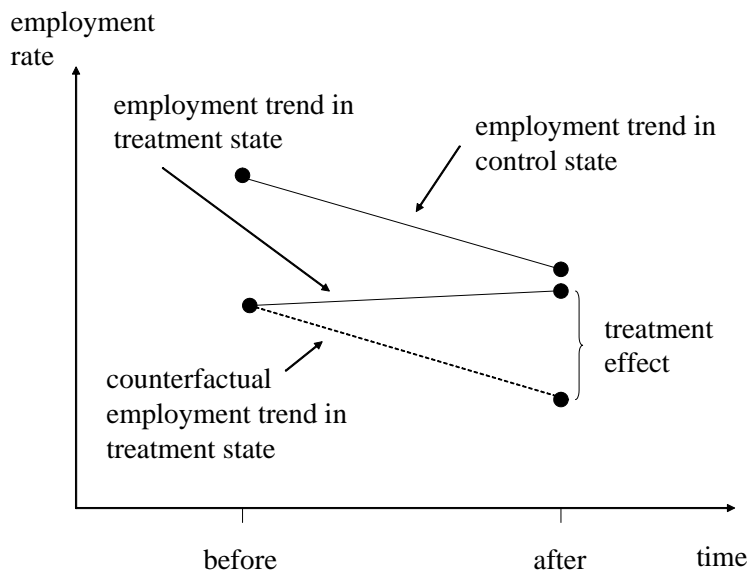 employment
rate
employment trend in
treatment state
employment trend in
control state
treatment
effect
counterfactual
employment trend in
treatment state
before
after
time